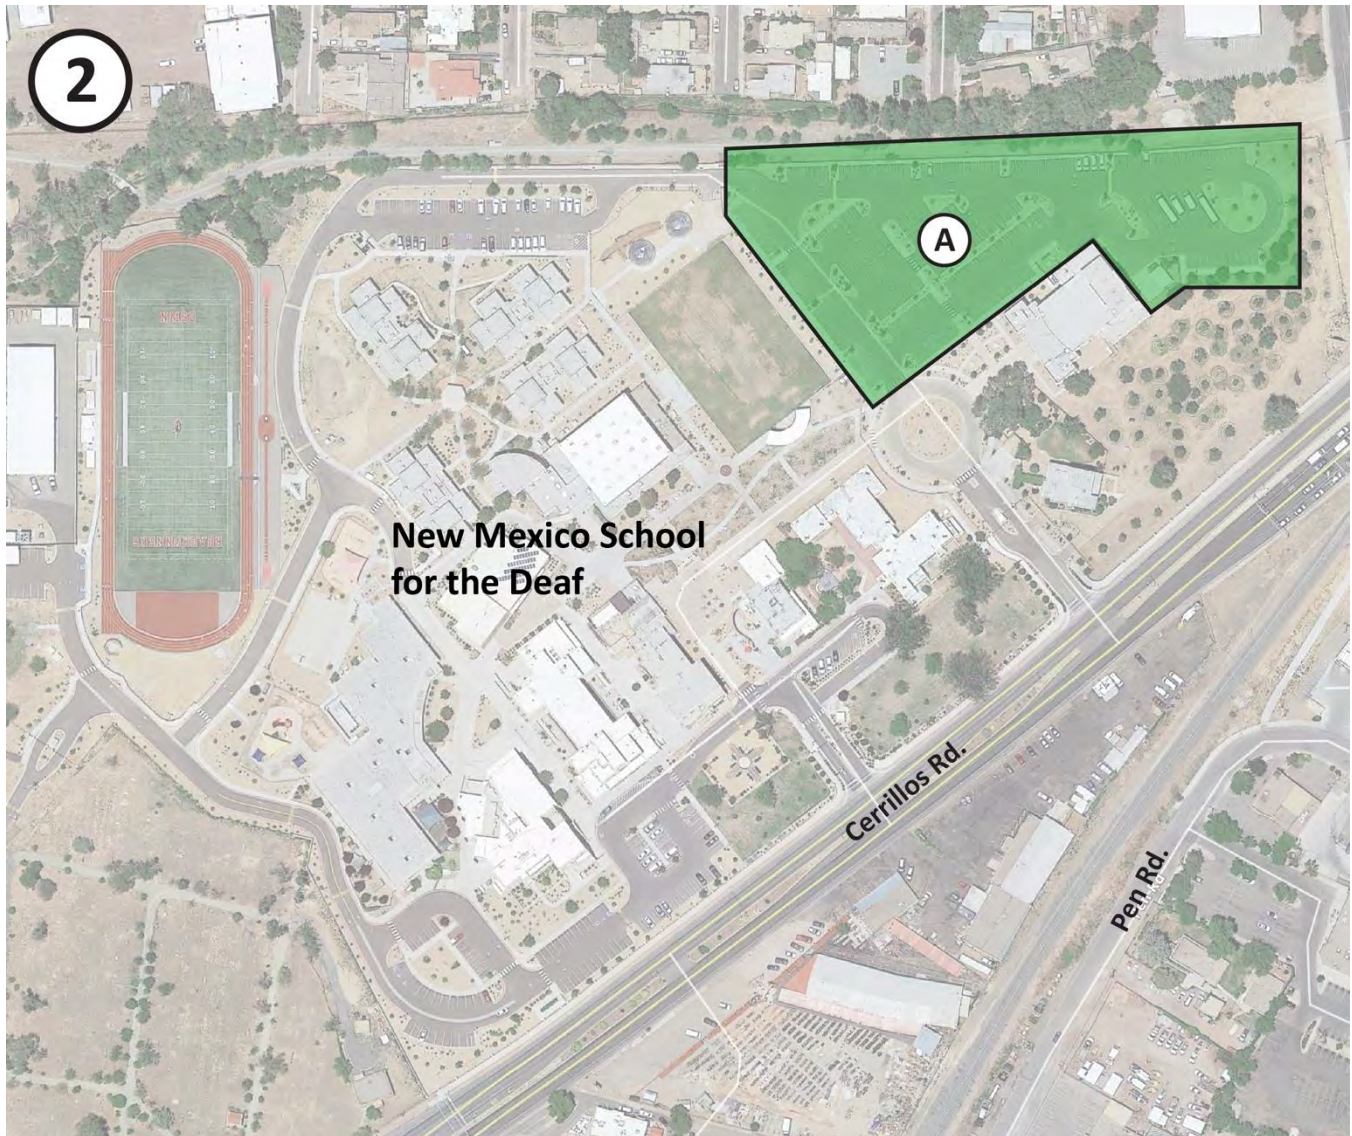 2
A
New Mexico School
for the Deaf
Cerrillos Rd.
Pen Rd.